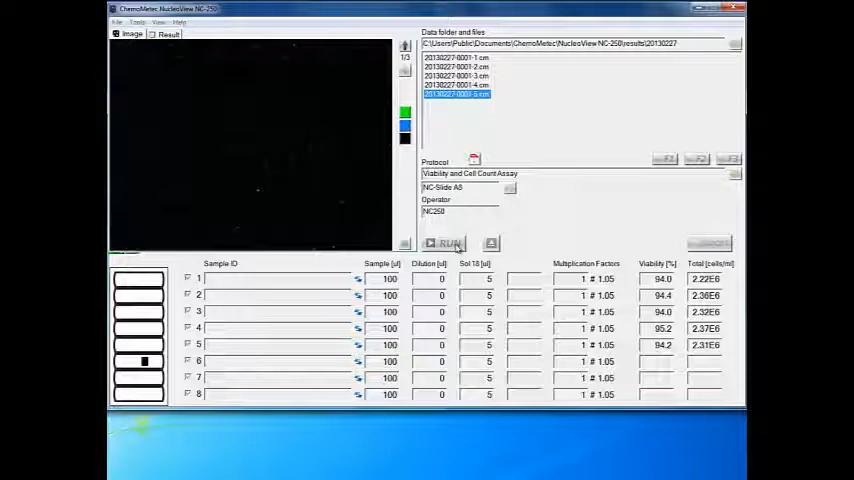 ChemoMetec NucleoView NC-250
File Tools View Help
Image Result
Data folder and files
C:\Users\Public\Documents\ChemoMetec\NucleoView NC-250\results\20130227
1/3
20130227-0001-1.cm
20130227-0001-2.cm
20130227-0001-3.cm
20130227-0001-4.cm
20130227-0001-5.cm
Protocol
F1 F2 F3
Viability and Cell Count Assay
NC-Slide A8
Operator
NC250
RUN
Sample ID Sample [ul] Dilution [ul] Sol 18 [ul] Multiplication Factors Viability [%] Total [cells/ml]
1 100 0 5 1 # 1.05 94.0 2.22E6
2 100 0 5 1 # 1.05 94.4 2.36E6
3 100 0 5 1 # 1.05 94.0 2.32E6
4 100 0 5 1 # 1.05 95.2 2.37E6
5 100 0 5 1 # 1.05 94.2 2.31E6
6 100 0 5 1 # 1.05
7 100 0 5 1 # 1.05
8 100 0 5 1 # 1.05